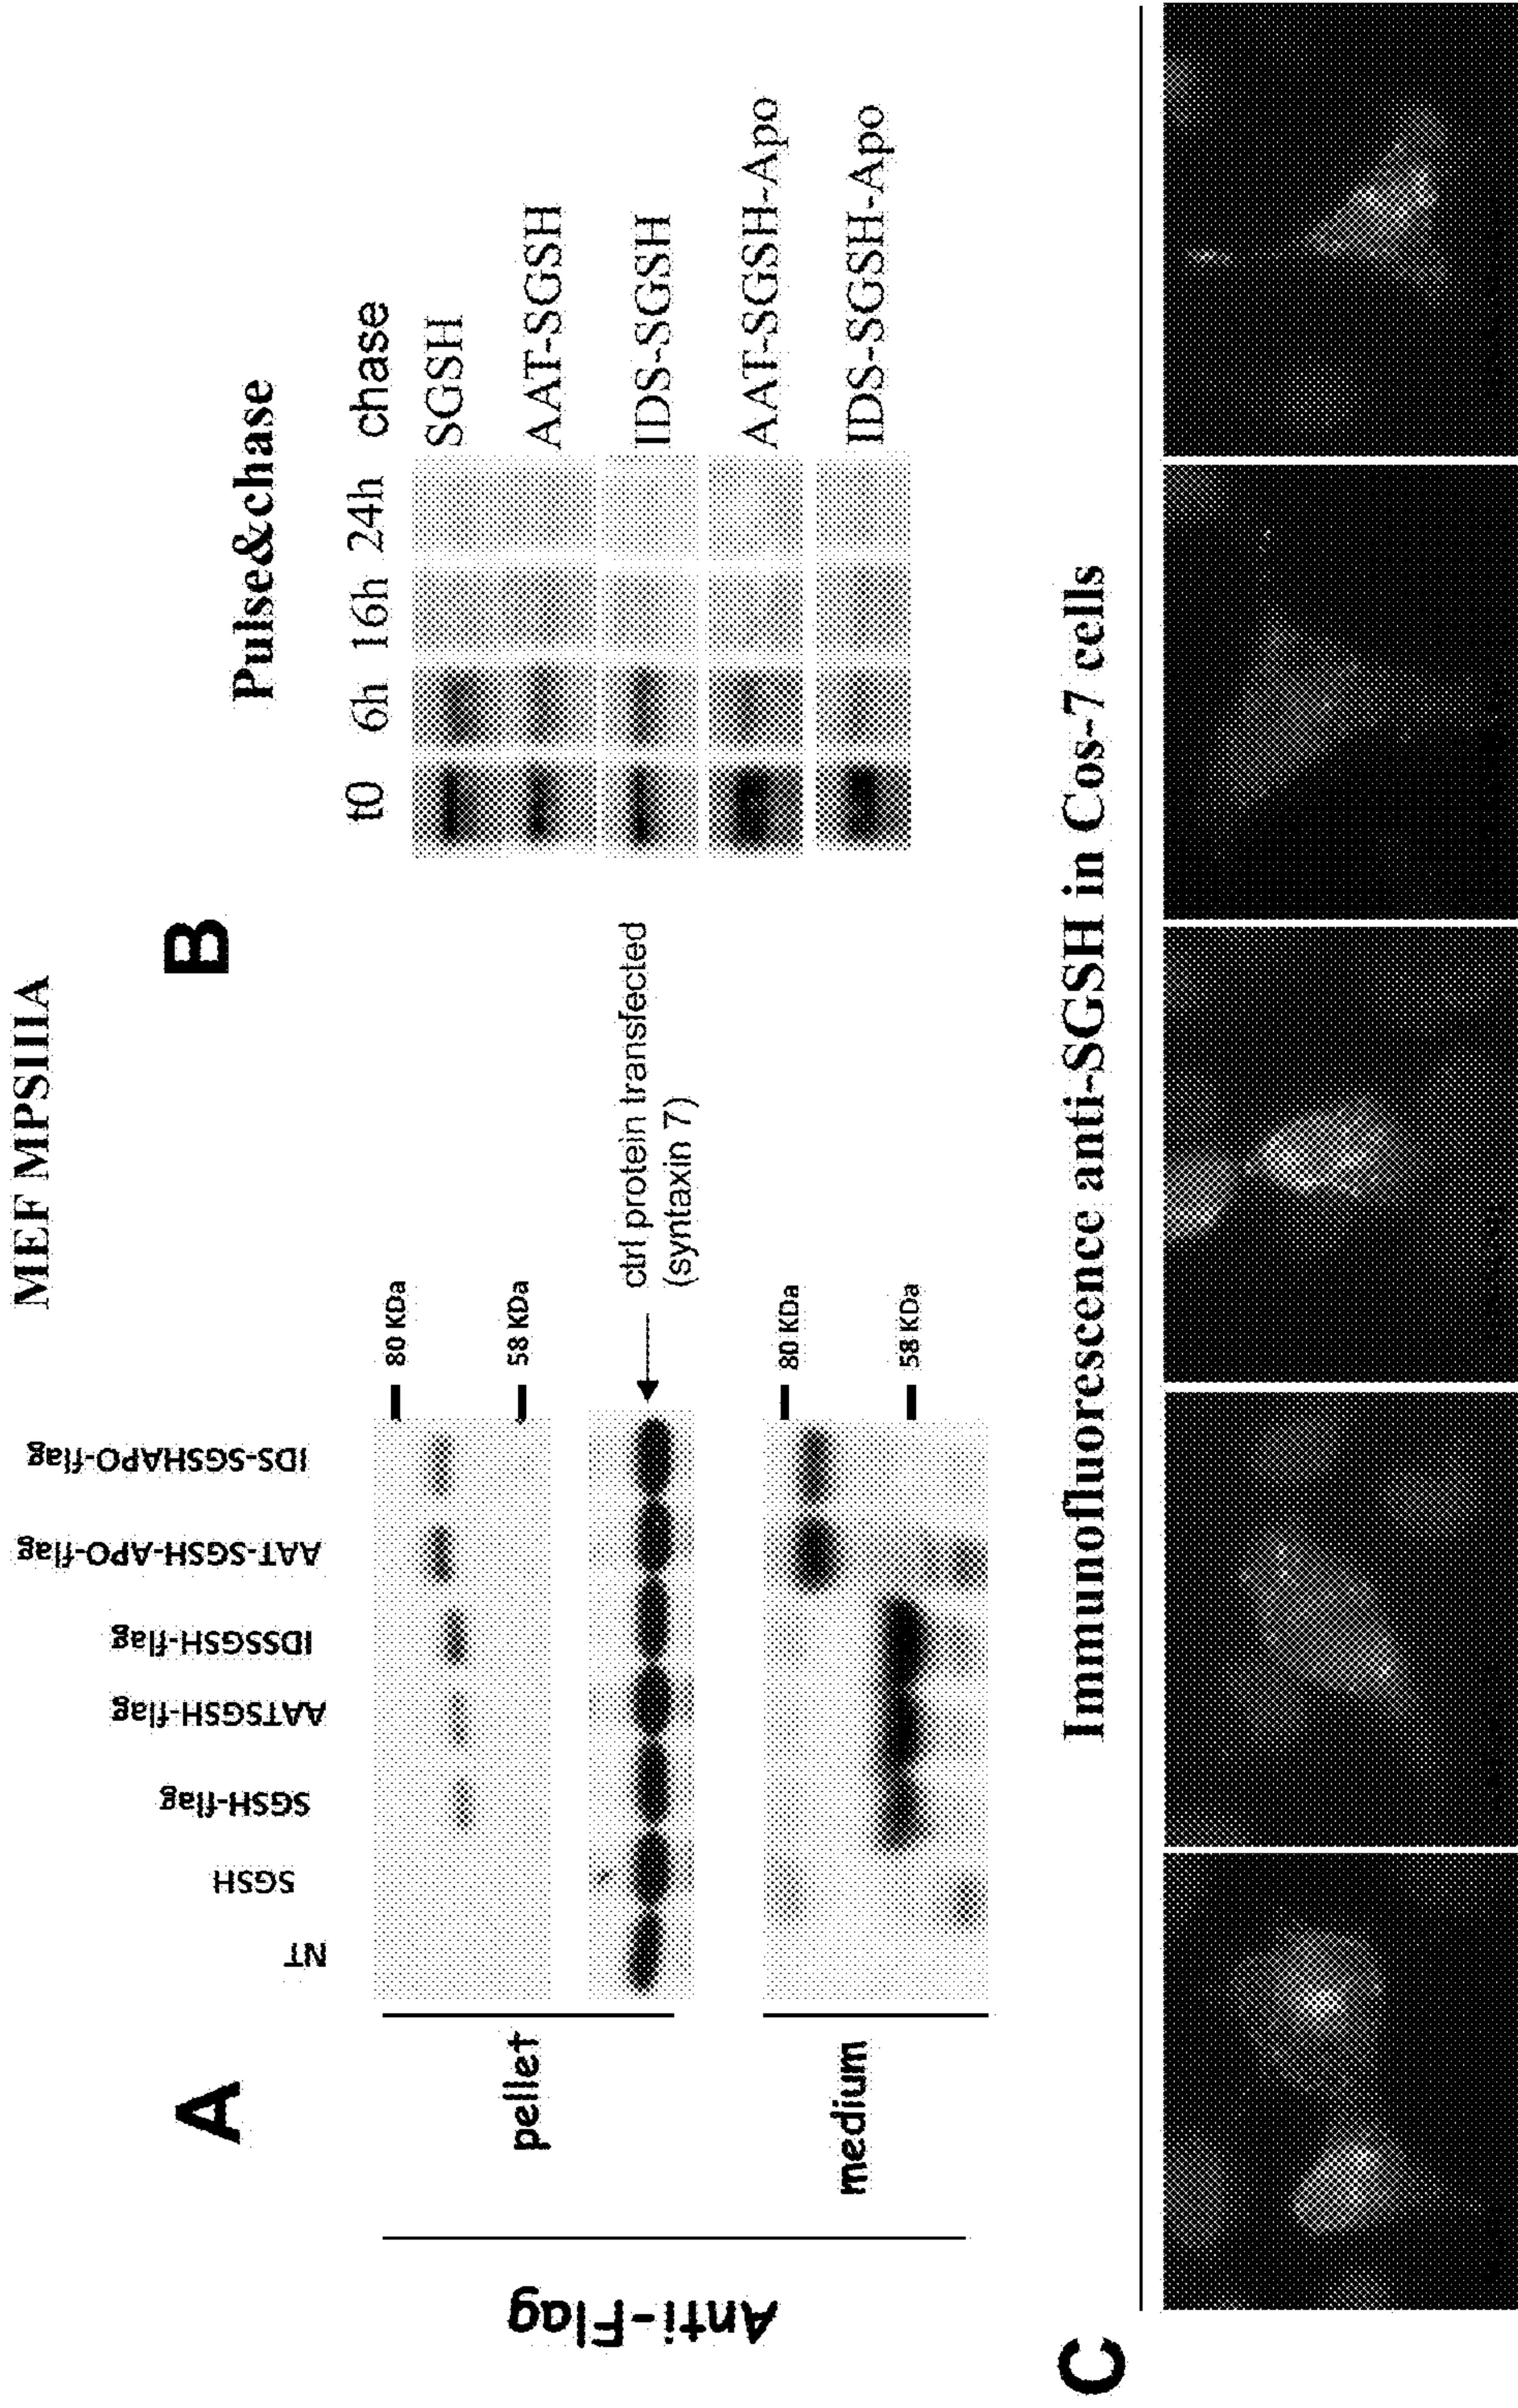 MEF MPSIIIA
A
NT
SGSH
SGSH-flag
AATSGSH-flag
IDSSGSH-flag
AAT-SGSH-APO-flag
IDS-SGSHAPO-flag
Anti-Flag
pellet
80 KDa
58 KDa
ctrl protein transfected
(syntaxin 7)
medium
80 KDa
58 KDa
B
Pulse&chase
t0 6h 16h 24h chase
SGSH
AAT-SGSH
IDS-SGSH
AAT-SGSH-Apo
IDS-SGSH-Apo
C
Immunofluorescence anti-SGSH in Cos-7 cells